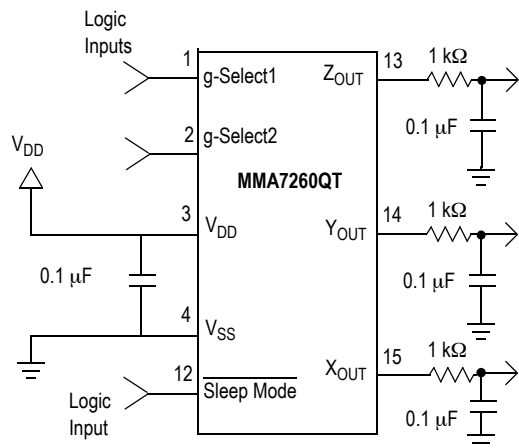 Logic
Inputs
1
g-Select1
2
g-Select2
V_DD
3
V_DD
0.1 μF
4
V_SS
12
Sleep Mode
Logic
Input
MMA7260QT
Z_OUT
13
1 kΩ
0.1 μF
Y_OUT
14
1 kΩ
0.1 μF
X_OUT
15
1 kΩ
0.1 μF